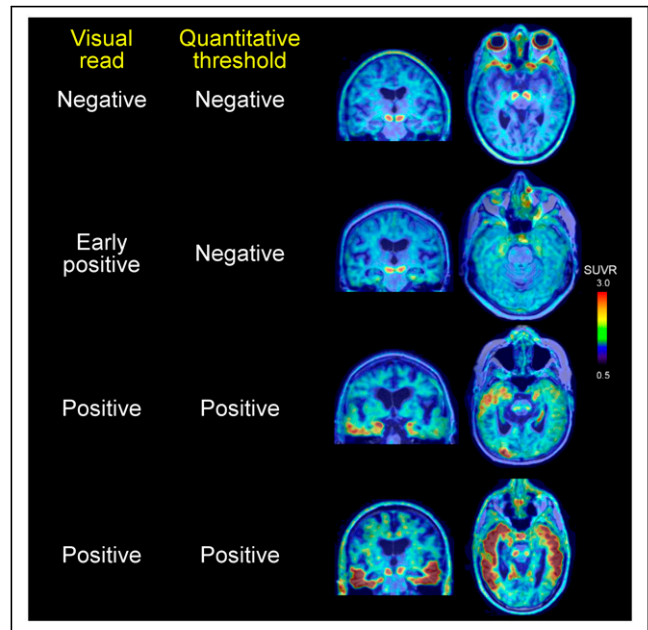 Visual read
Quantitative threshold
Negative
Negative
Early positive
Negative
SUVR
3.0
0.5
Positive
Positive
Positive
Positive